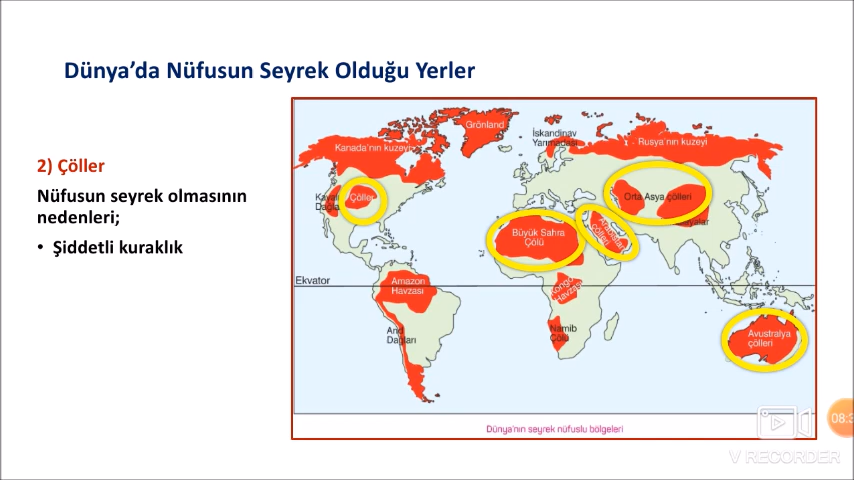 Dünya’da Nüfusun Seyrek Olduğu Yerler
2) Çöller
Nüfusun seyrek olmasının
nedenleri;
• Şiddetli kuraklık
Grönland
Kanada'nın kuzeyi
İskandinav
Yarımadası
Rusya'nın kuzeyi
Kayalık
Dağlar
Çöller
Orta Asya çölleri
Büyük Sahra
Çölü
Arabistan
çölleri
Ekvator
Amazon
Havzası
Kongo
Havzası
And
Dağları
Namib
Çölü
Avustralya
çölleri
Dünya'nın seyrek nüfuslu bölgeleri
V RECORDER